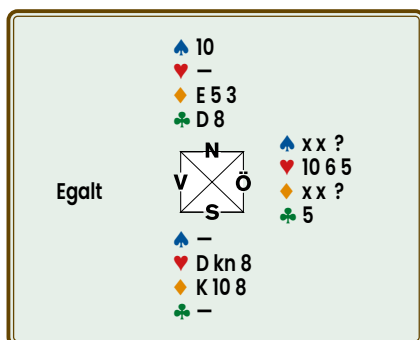 ♠ 10
♥ –
♦ E 5 3
♣ D 8
Egalt
N
V Ö
S
♠ x x ?
♥ 10 6 5
♦ x x ?
♣ 5
♠ –
♥ D kn 8
♦ K 10 8
♣ –